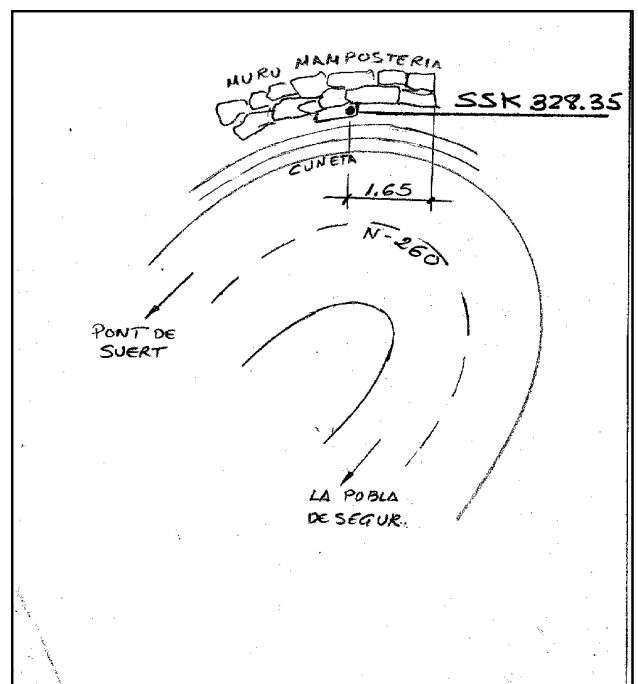 MURU MAMPOSTERIA
SSK 328.35
CUNETA
1.65
N-260
PONT DE
SUERT
LA POBLA
DE SEGUR.